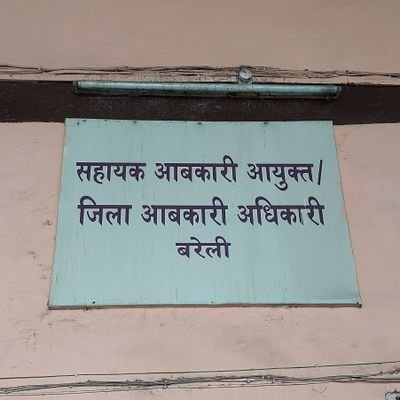 सहायक आबकारी आयुक्त/
जिला आबकारी अधिकारी
बरेली